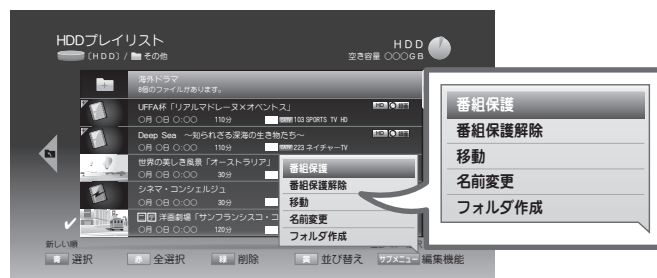 HDDプレイリスト
(HDD) / その他
HDD
空き容量 〇〇〇GB
海外ドラマ
8個のファイルがあります。
UFFA杯「リアルマドレーヌ×オペントス」
〇月 〇日 〇:〇〇 110分 103 SPORTS TV HD
Deep Sea ～知られざる深海の生き物たち～
〇月 〇日 〇:〇〇 110分 223 ネイチャーTV
世界の美しき風景「オーストラリア」
〇月 〇日 〇:〇〇 30分
シネマ・コンシェルジュ
〇月 〇日 〇:〇〇 30分
洋画劇場「サンフランシスコ・コ
〇月 〇日 〇:〇〇 120分
番組保護
番組保護解除
移動
名前変更
フォルダ作成
新しい順
青 選択 赤 全選択 緑 削除 黄 並び替え サブメニュー 編集機能
番組保護
番組保護解除
移動
名前変更
フォルダ作成